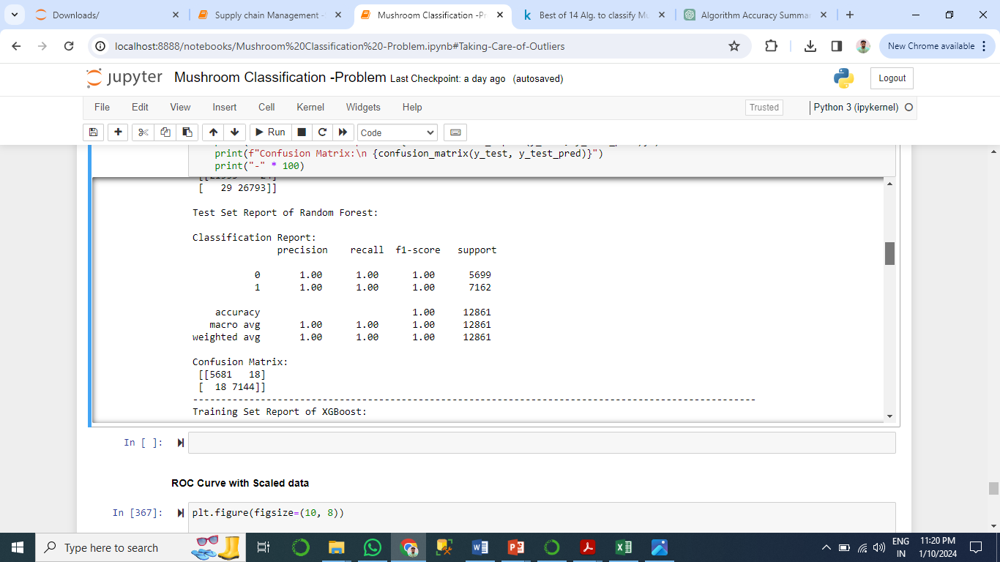 Downloads/
Supply chain Management -
Mushroom Classification -Pr
Best of 14 Alg. to classify Mu
Algorithm Accuracy Summar
localhost:8888/notebooks/Mushroom%20Classification%20-Problem.ipynb#Taking-Care-of-Outliers
New Chrome available
jupyter Mushroom Classification -Problem Last Checkpoint: a day ago (autosaved)
Logout
File Edit View Insert Cell Kernel Widgets Help
Trusted Python 3 (ipykernel)
Run Code
print(f"Confusion Matrix:\n {confusion_matrix(y_test, y_test_pred)}")
print("-" * 100)
[ 29 26793]]
Test Set Report of Random Forest:
Classification Report:
precision recall f1-score support
0 1.00 1.00 1.00 5699
1 1.00 1.00 1.00 7162
accuracy 1.00 12861
macro avg 1.00 1.00 1.00 12861
weighted avg 1.00 1.00 1.00 12861
Confusion Matrix:
[[5681 18]
[ 18 7144]]
----------------------------------------------------------------------------------------------------
Training Set Report of XGBoost:
In [ ]:
ROC Curve with Scaled data
In [367]: plt.figure(figsize=(10, 8))
Type here to search
ENG
IN
11:20 PM
1/10/2024